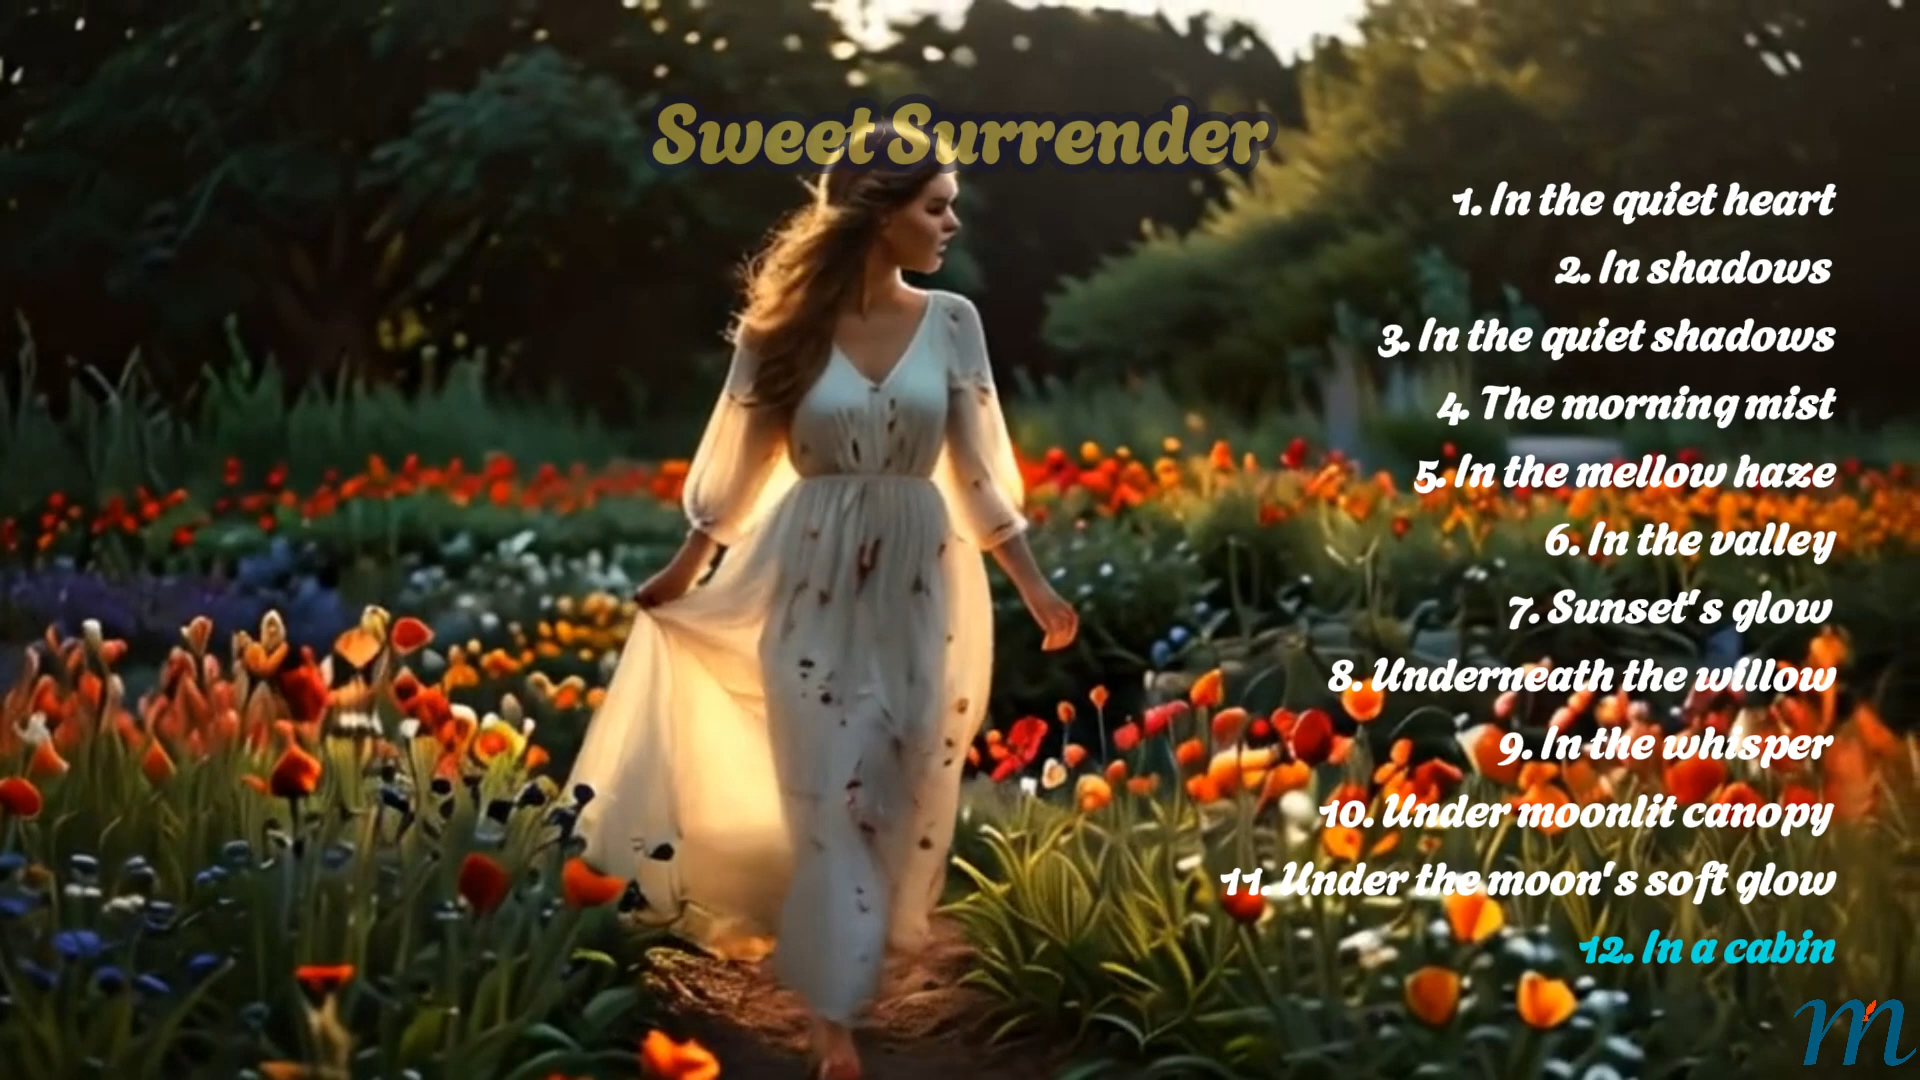 Sweet Surrender
1. In the quiet heart
2. In shadows
3. In the quiet shadows
4. The morning mist
5. In the mellow haze
6. In the valley
7. Sunset's glow
8. Underneath the willow
9. In the whisper
10. Under moonlit canopy
11. Under the moon's soft glow
12. In a cabin
m